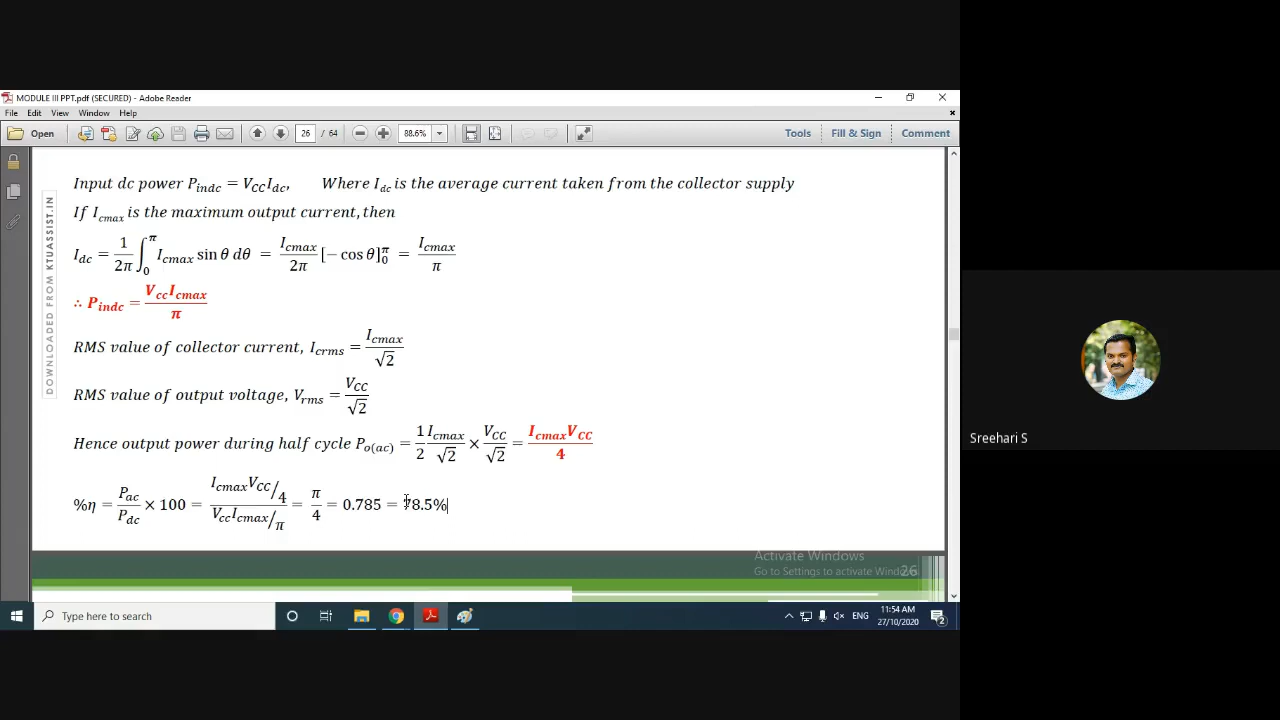 MODULE III PPT.pdf (SECURED) - Adobe Reader
File Edit View Window Help
Open 26 / 64 88.6% Tools Fill & Sign Comment
DOWNLOADED FROM KTUASSIST.IN
Input dc power P_indc = V_CC I_dc, Where I_dc is the average current taken from the collector supply
If I_cmax is the maximum output current, then
I_dc = 1/2π ∫_0^π I_cmax sin θ dθ = I_cmax/2π [− cos θ]_0^π = I_cmax/π
∴ P_indc = V_cc I_cmax/π
RMS value of collector current, I_crms = I_cmax/√2
RMS value of output voltage, V_rms = V_CC/√2
Hence output power during half cycle P_o(ac) = 1/2 I_cmax/√2 × V_CC/√2 = I_cmax V_CC/4
%η = P_ac/P_dc × 100 = (I_cmax V_CC/4)/(V_cc I_cmax/π) = π/4 = 0.785 = 78.5%
Activate Windows
Go to Settings to activate Windows.
26
Sreehari S
Type here to search
ENG
11:54 AM
27/10/2020
2